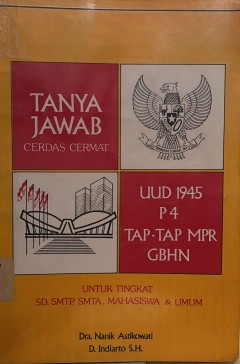 TANYA
JAWAB
CERDAS CERMAT
UUD 1945
P4
TAP-TAP MPR
GBHN
UNTUK TINGKAT
SD, SMTP, SMTA, MAHASISWA & UMUM
Dra. Nanik Astikowati
D. Indiarto S.H.